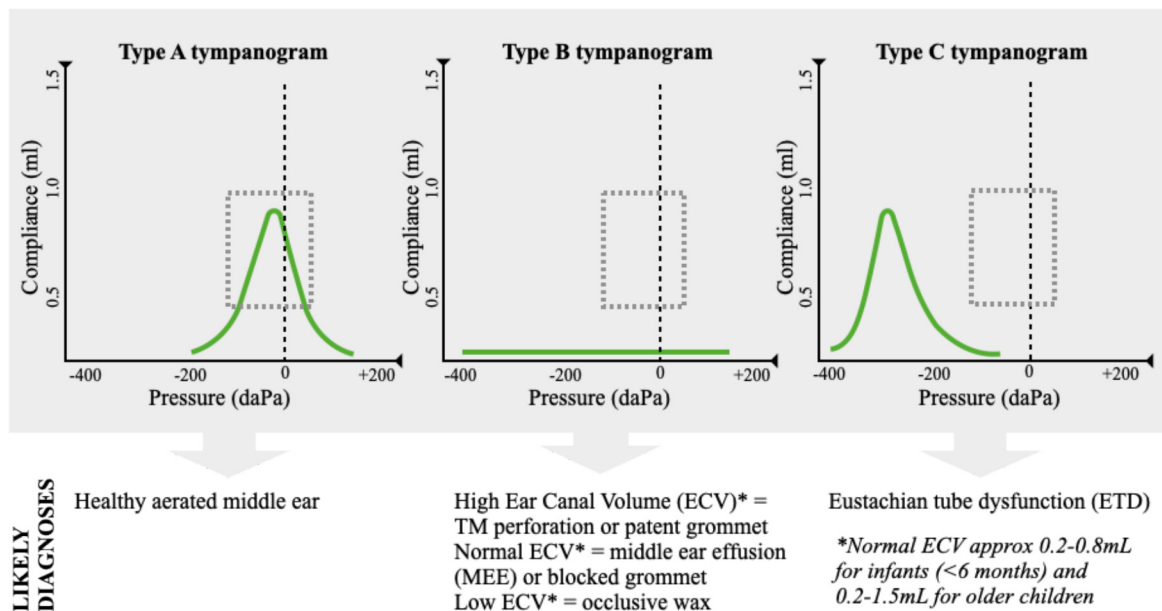 Type A tympanogram
Type B tympanogram
Type C tympanogram
Compliance (ml)
1.5
1.0
0.5
-400
-200
0
+200
Pressure (daPa)
Compliance (ml)
1.5
1.0
0.5
-400
-200
0
+200
Pressure (daPa)
Compliance (ml)
1.5
1.0
0.5
-400
-200
0
+200
Pressure (daPa)
LIKELY
DIAGNOSES
Healthy aerated middle ear
High Ear Canal Volume (ECV)* =
TM perforation or patent grommet
Normal ECV* = middle ear effusion
(MEE) or blocked grommet
Low ECV* = occlusive wax
Eustachian tube dysfunction (ETD)
*Normal ECV approx 0.2-0.8mL
for infants (<6 months) and
0.2-1.5mL for older children